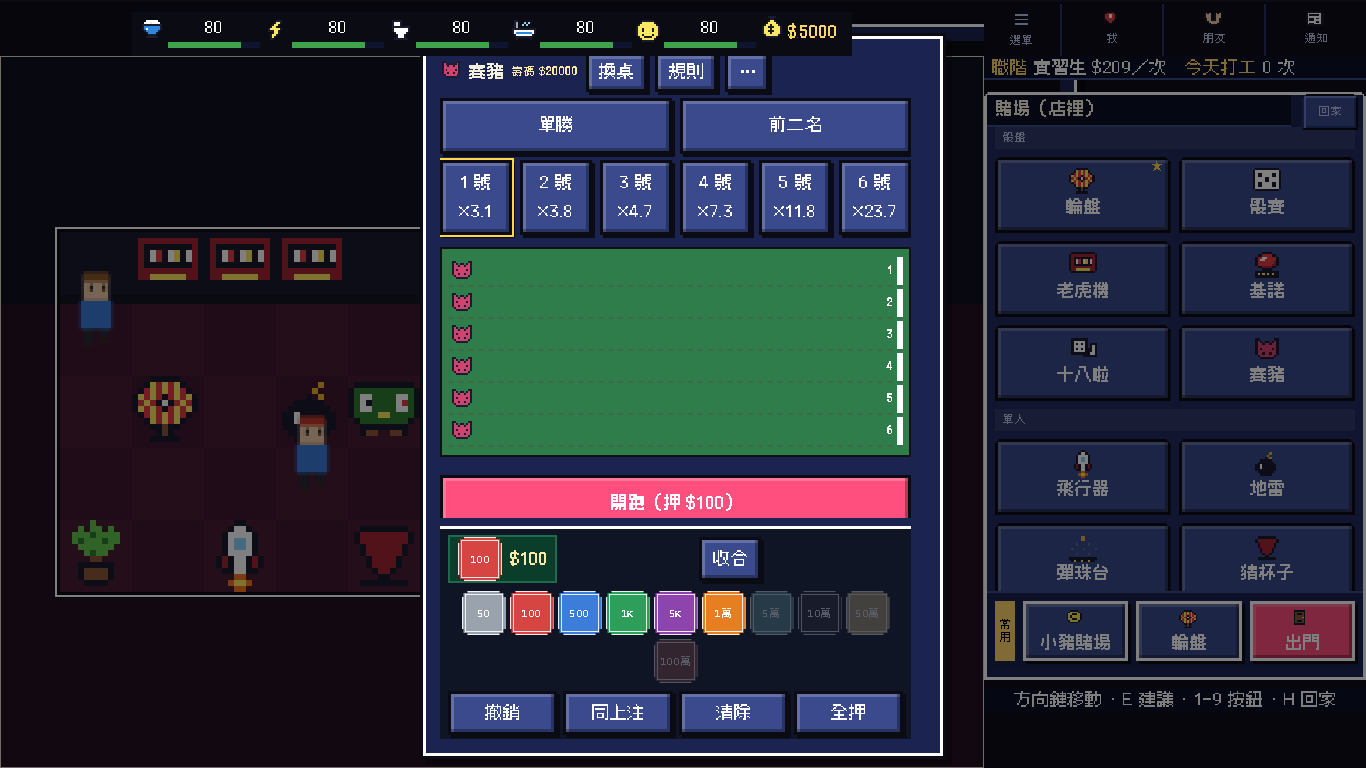 80 80 80 80 80 $5000
選單 我 朋友 通知
職階 實習生 $209／次 今天打工 0 次
賽豬 籌碼 $20000 換桌 規則 ...
單勝 前二名
1 號 2 號 3 號 4 號 5 號 6 號
×3.1 ×3.8 ×4.7 ×7.3 ×11.8 ×23.7
1
2
3
4
5
6
開跑（押 $100）
100 $100 收合
50 100 500 1K 5K 1萬 5萬 10萬 50萬
100萬
撤銷 同上注 清除 全押
賭場（店裡） 回家
骰盤
輪盤 骰寶
老虎機 基諾
十八啦 賽豬
單人
飛行器 地雷
彈珠台 豬杯子
常用 小豬賭場 輪盤 出門
方向鍵移動 · E 建議 · 1-9 按鈕 · H 回家